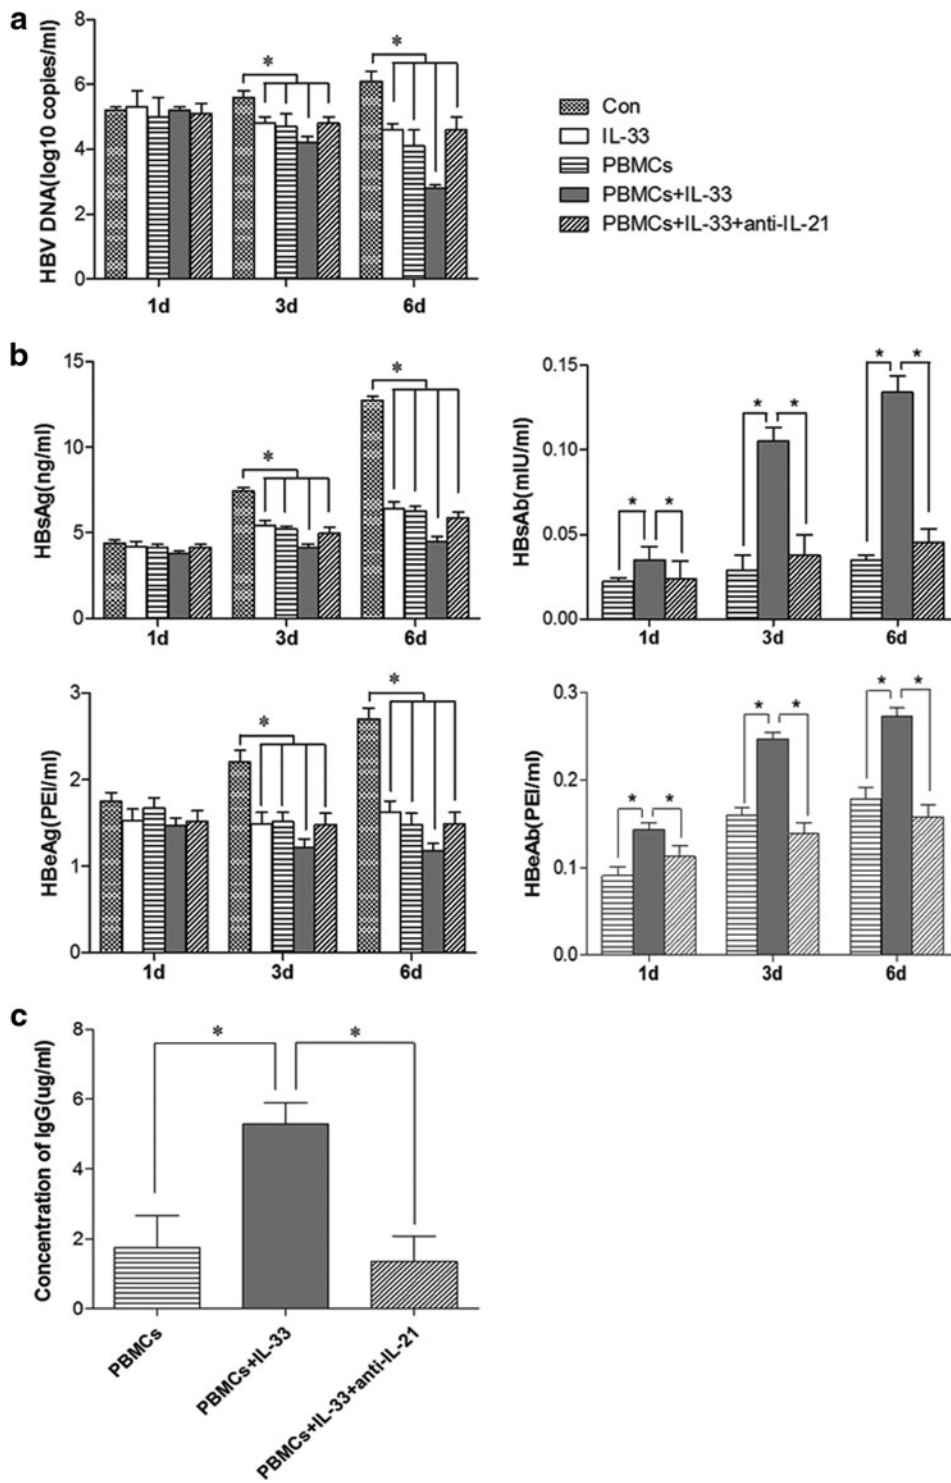 a
HBV DNA(log10 copies/ml)
8
6
4
2
0
*
*
1d
3d
6d
Con
IL-33
PBMCs
PBMCs+IL-33
PBMCs+IL-33+anti-IL-21
b
HBsAg(ng/ml)
15
10
5
0
*
*
1d
3d
6d
HBsAb(mIU/ml)
0.15
0.10
0.05
0.00
* *
* *
* *
1d
3d
6d
HBeAg(PEI/ml)
3
2
1
0
*
*
1d
3d
6d
HBeAb(PEI/ml)
0.3
0.2
0.1
0.0
* *
* *
* *
1d
3d
6d
c
Concentration of IgG(ug/ml)
8
6
4
2
0
*
*
PBMCs
PBMCs+IL-33
PBMCs+IL-33+anti-IL-21